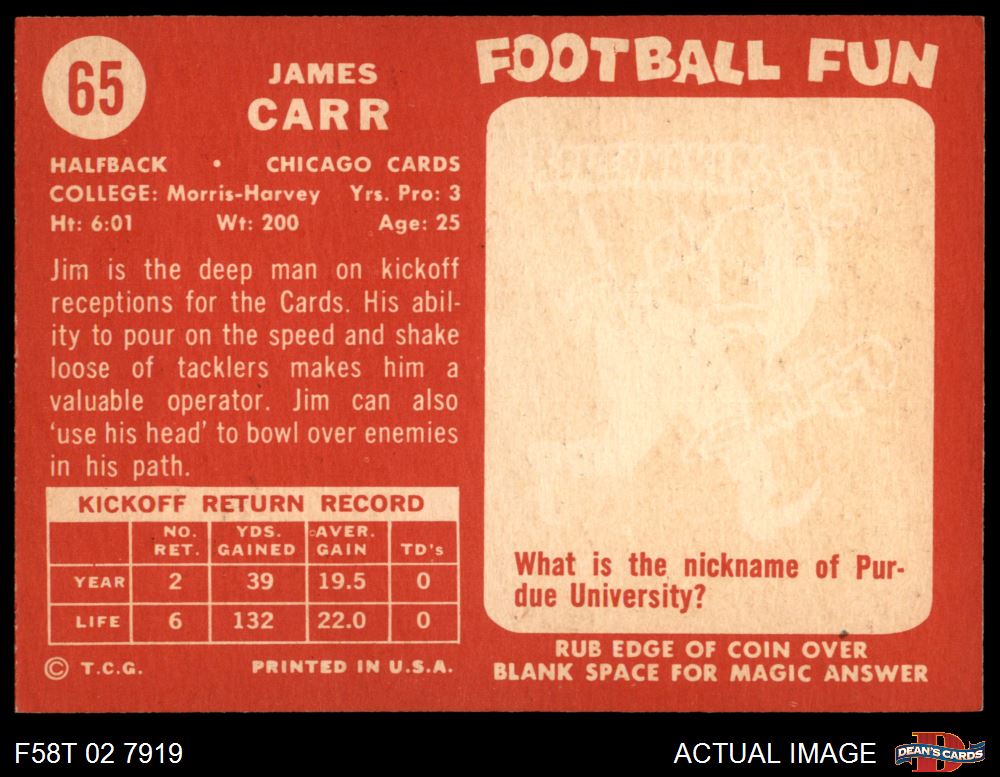 65
JAMES
CARR
HALFBACK • CHICAGO CARDS
COLLEGE: Morris-Harvey Yrs. Pro: 3
Ht: 6:01 Wt: 200 Age: 25
Jim is the deep man on kickoff
receptions for the Cards. His abil-
ity to pour on the speed and shake
loose of tacklers makes him a
valuable operator. Jim can also
'use his head' to bowl over enemies
in his path.
KICKOFF RETURN RECORD
NO. RET. YDS. GAINED AVER. GAIN TD's
YEAR 2 39 19.5 0
LIFE 6 132 22.0 0
© T.C.G. PRINTED IN U.S.A.
FOOTBALL FUN
What is the nickname of Pur-
due University?
RUB EDGE OF COIN OVER
BLANK SPACE FOR MAGIC ANSWER
F58T 02 7919
ACTUAL IMAGE
DEAN'S CARDS